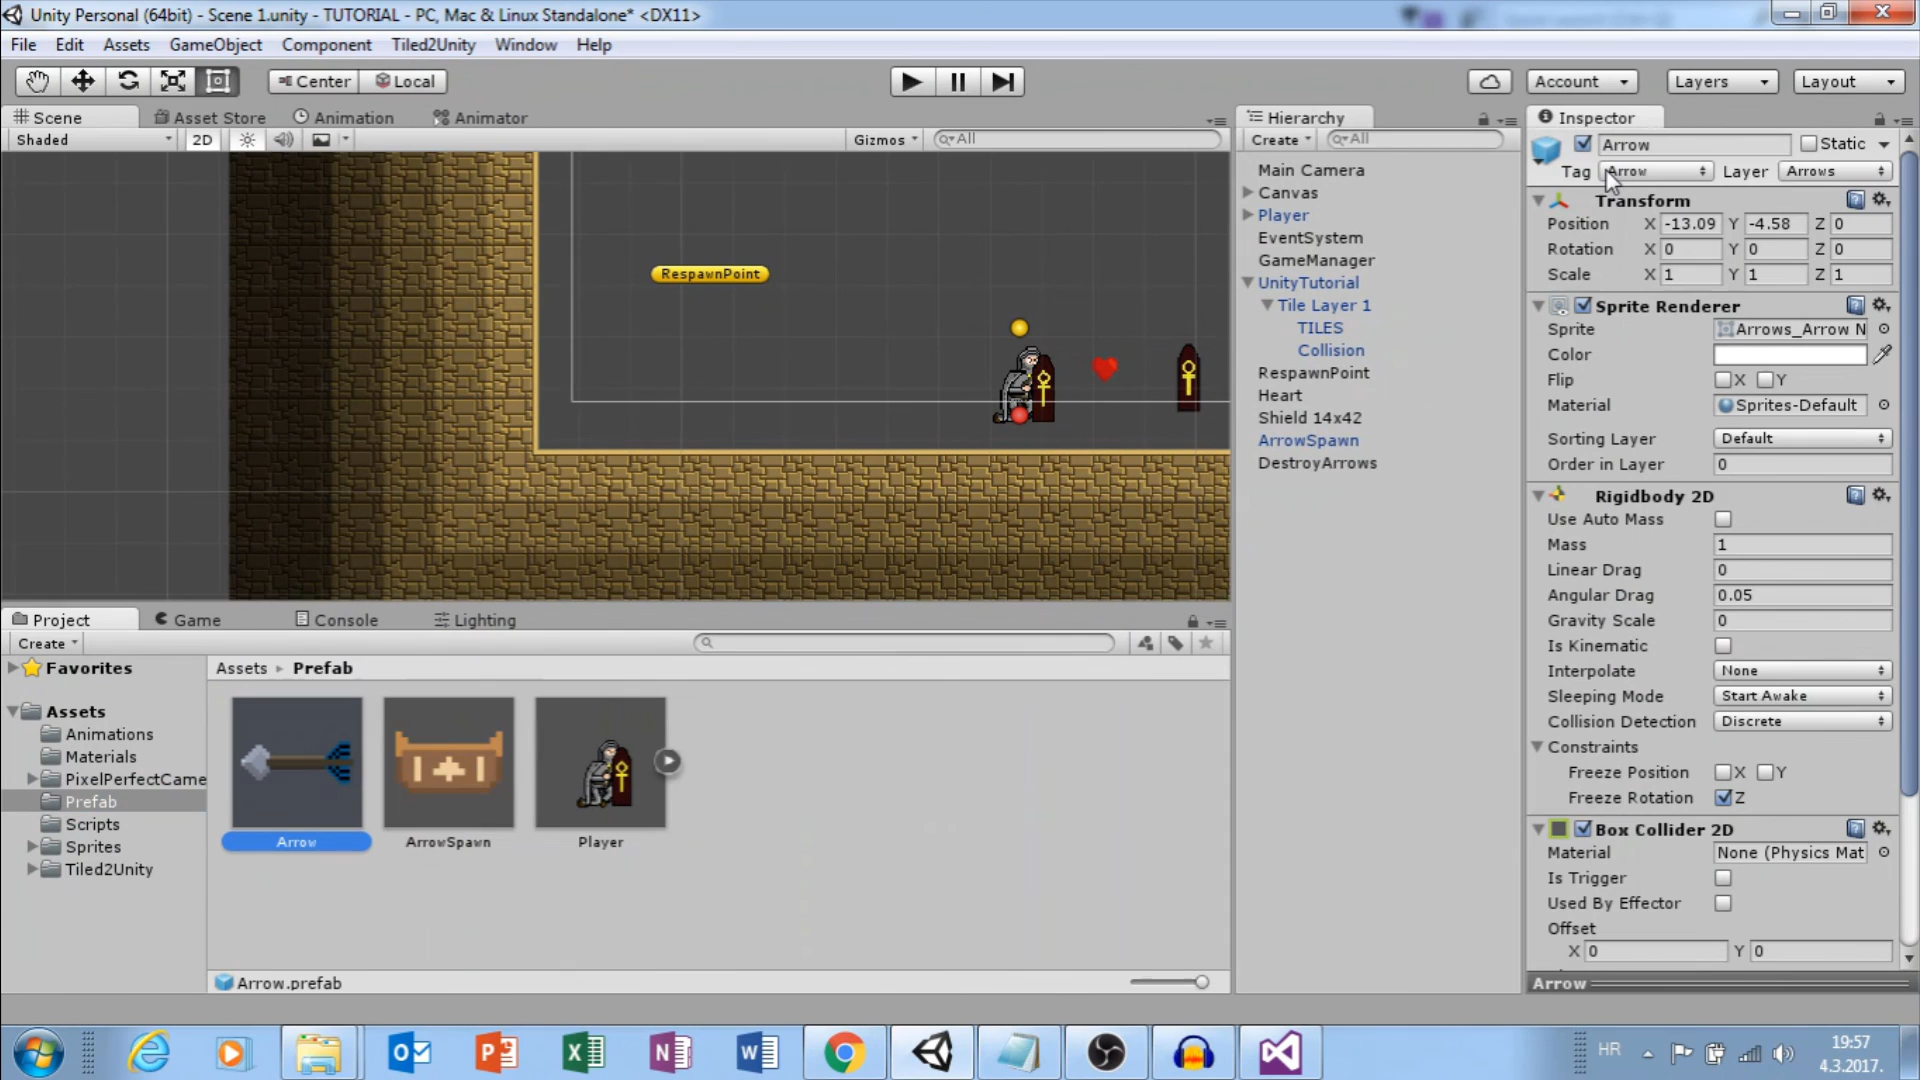 Unity Personal (64bit) - Scene 1.unity - TUTORIAL - PC, Mac & Linux Standalone* <DX11>
File Edit Assets GameObject Component Tiled2Unity Window Help
Center Local Account Layers Layout
Scene Asset Store Animation Animator
Shaded 2D Gizmos All
RespawnPoint
Hierarchy
Create All
Main Camera
Canvas
Player
EventSystem
GameManager
UnityTutorial
Tile Layer 1
TILES
Collision
RespawnPoint
Heart
Shield 14x42
ArrowSpawn
DestroyArrows
Inspector
Arrow Static
Tag Arrow Layer Arrows
Transform
Position X -13.09 Y -4.58 Z 0
Rotation X 0 Y 0 Z 0
Scale X 1 Y 1 Z 1
Sprite Renderer
Sprite Arrows_Arrow N
Color
Flip X Y
Material Sprites-Default
Sorting Layer Default
Order in Layer 0
Rigidbody 2D
Use Auto Mass
Mass 1
Linear Drag 0
Angular Drag 0.05
Gravity Scale 0
Is Kinematic
Interpolate None
Sleeping Mode Start Awake
Collision Detection Discrete
Constraints
Freeze Position X Y
Freeze Rotation Z
Box Collider 2D
Material None (Physics Mat
Is Trigger
Used By Effector
Offset
X 0 Y 0
Arrow
Project Game Console Lighting
Create
Favorites
Assets
Animations
Materials
PixelPerfectCame
Prefab
Scripts
Sprites
Tiled2Unity
Assets Prefab
Arrow ArrowSpawn Player
Arrow.prefab
HR 19:57
4.3.2017.